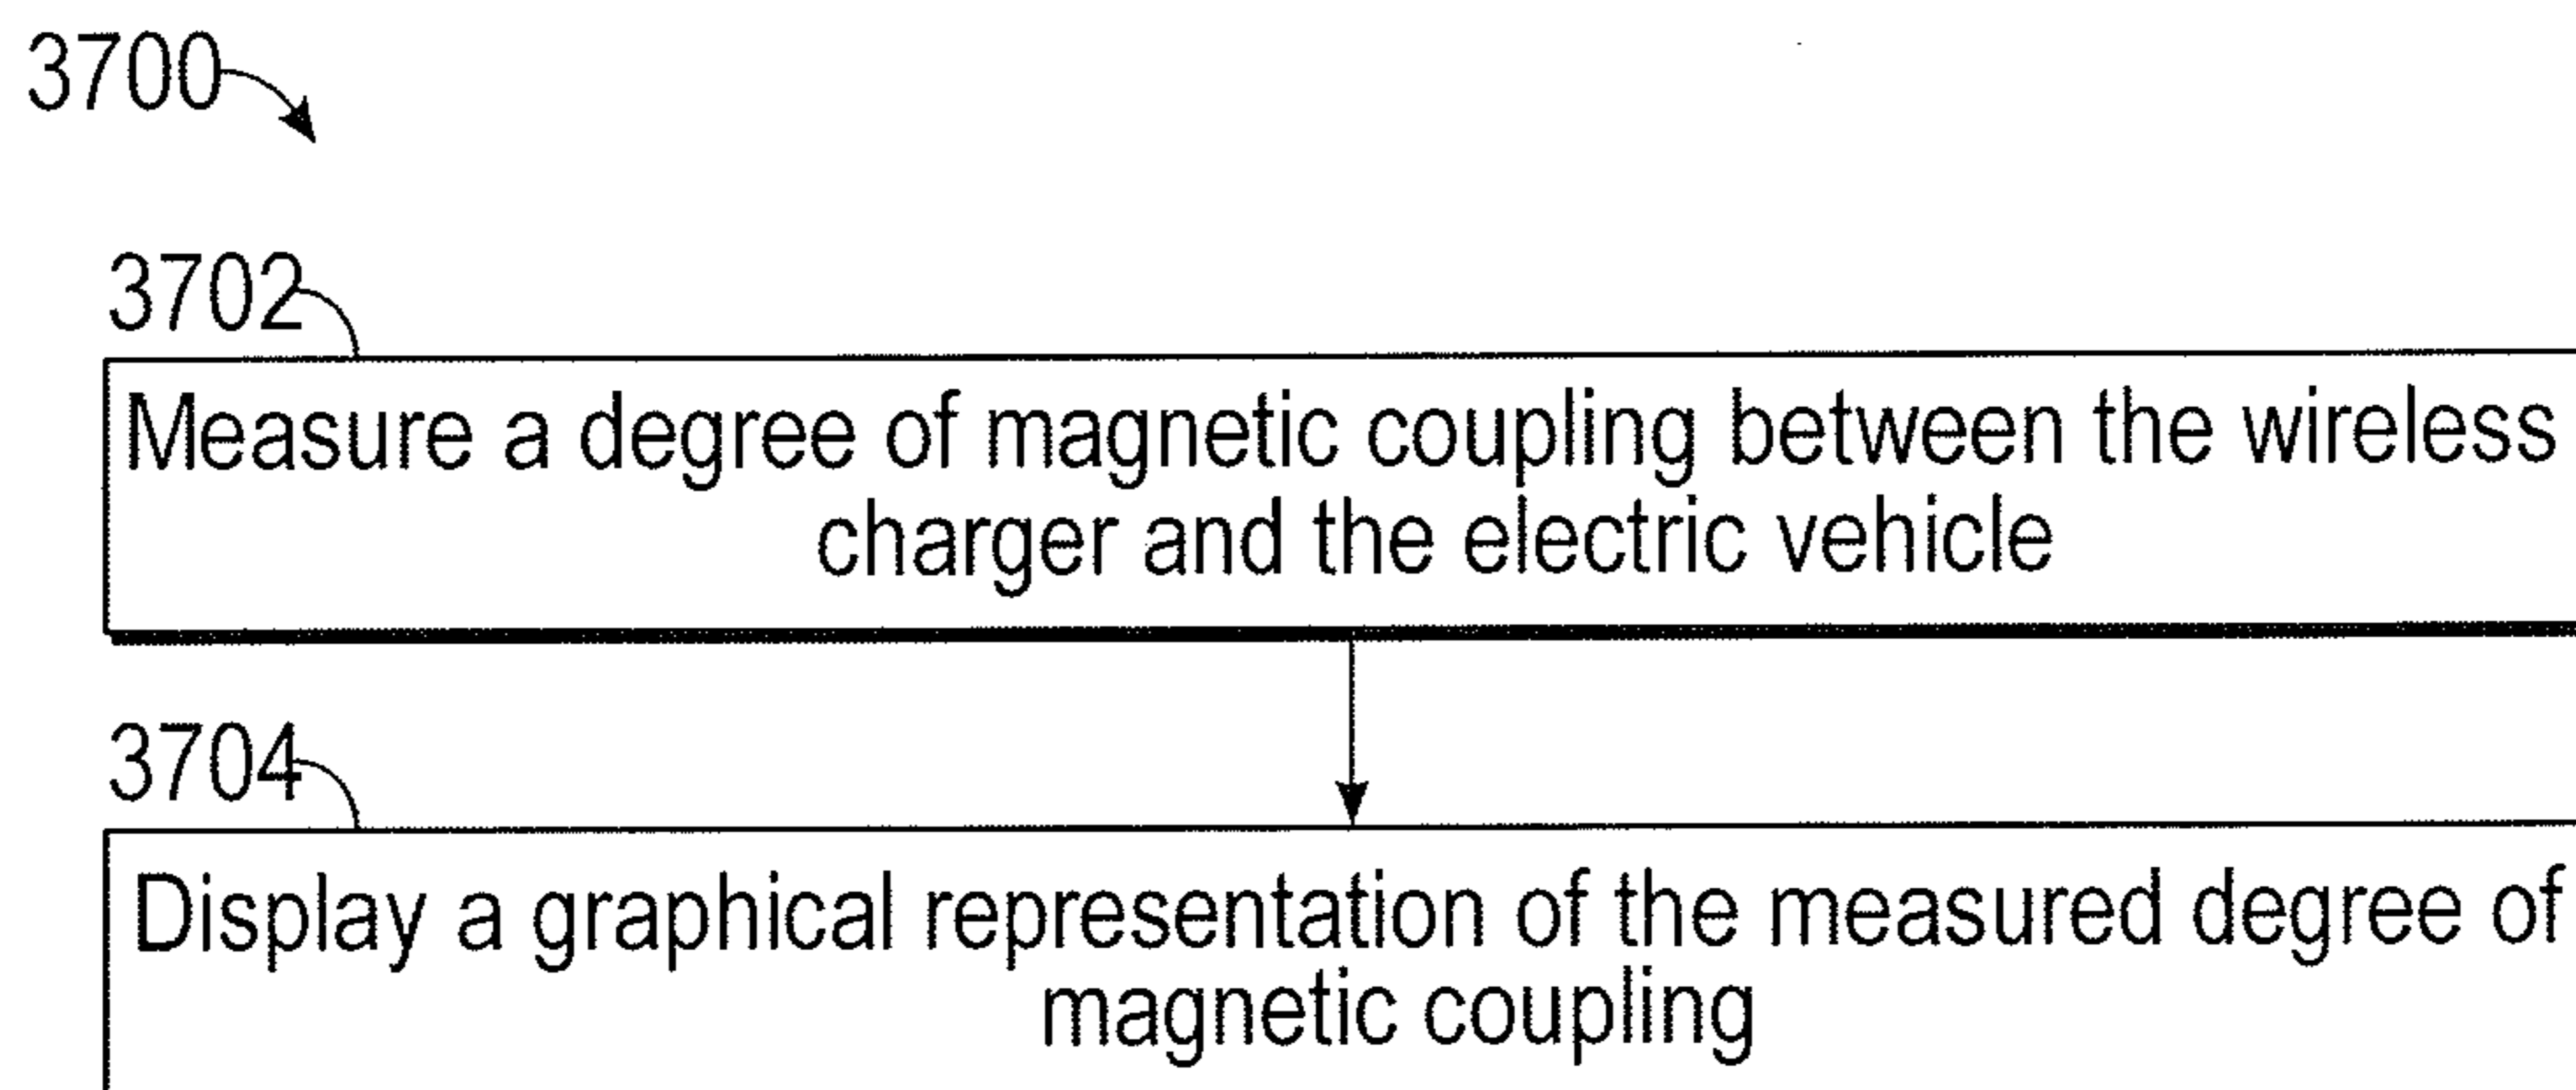 3700
3702
Measure a degree of magnetic coupling between the wireless
charger and the electric vehicle
3704
Display a graphical representation of the measured degree of
magnetic coupling